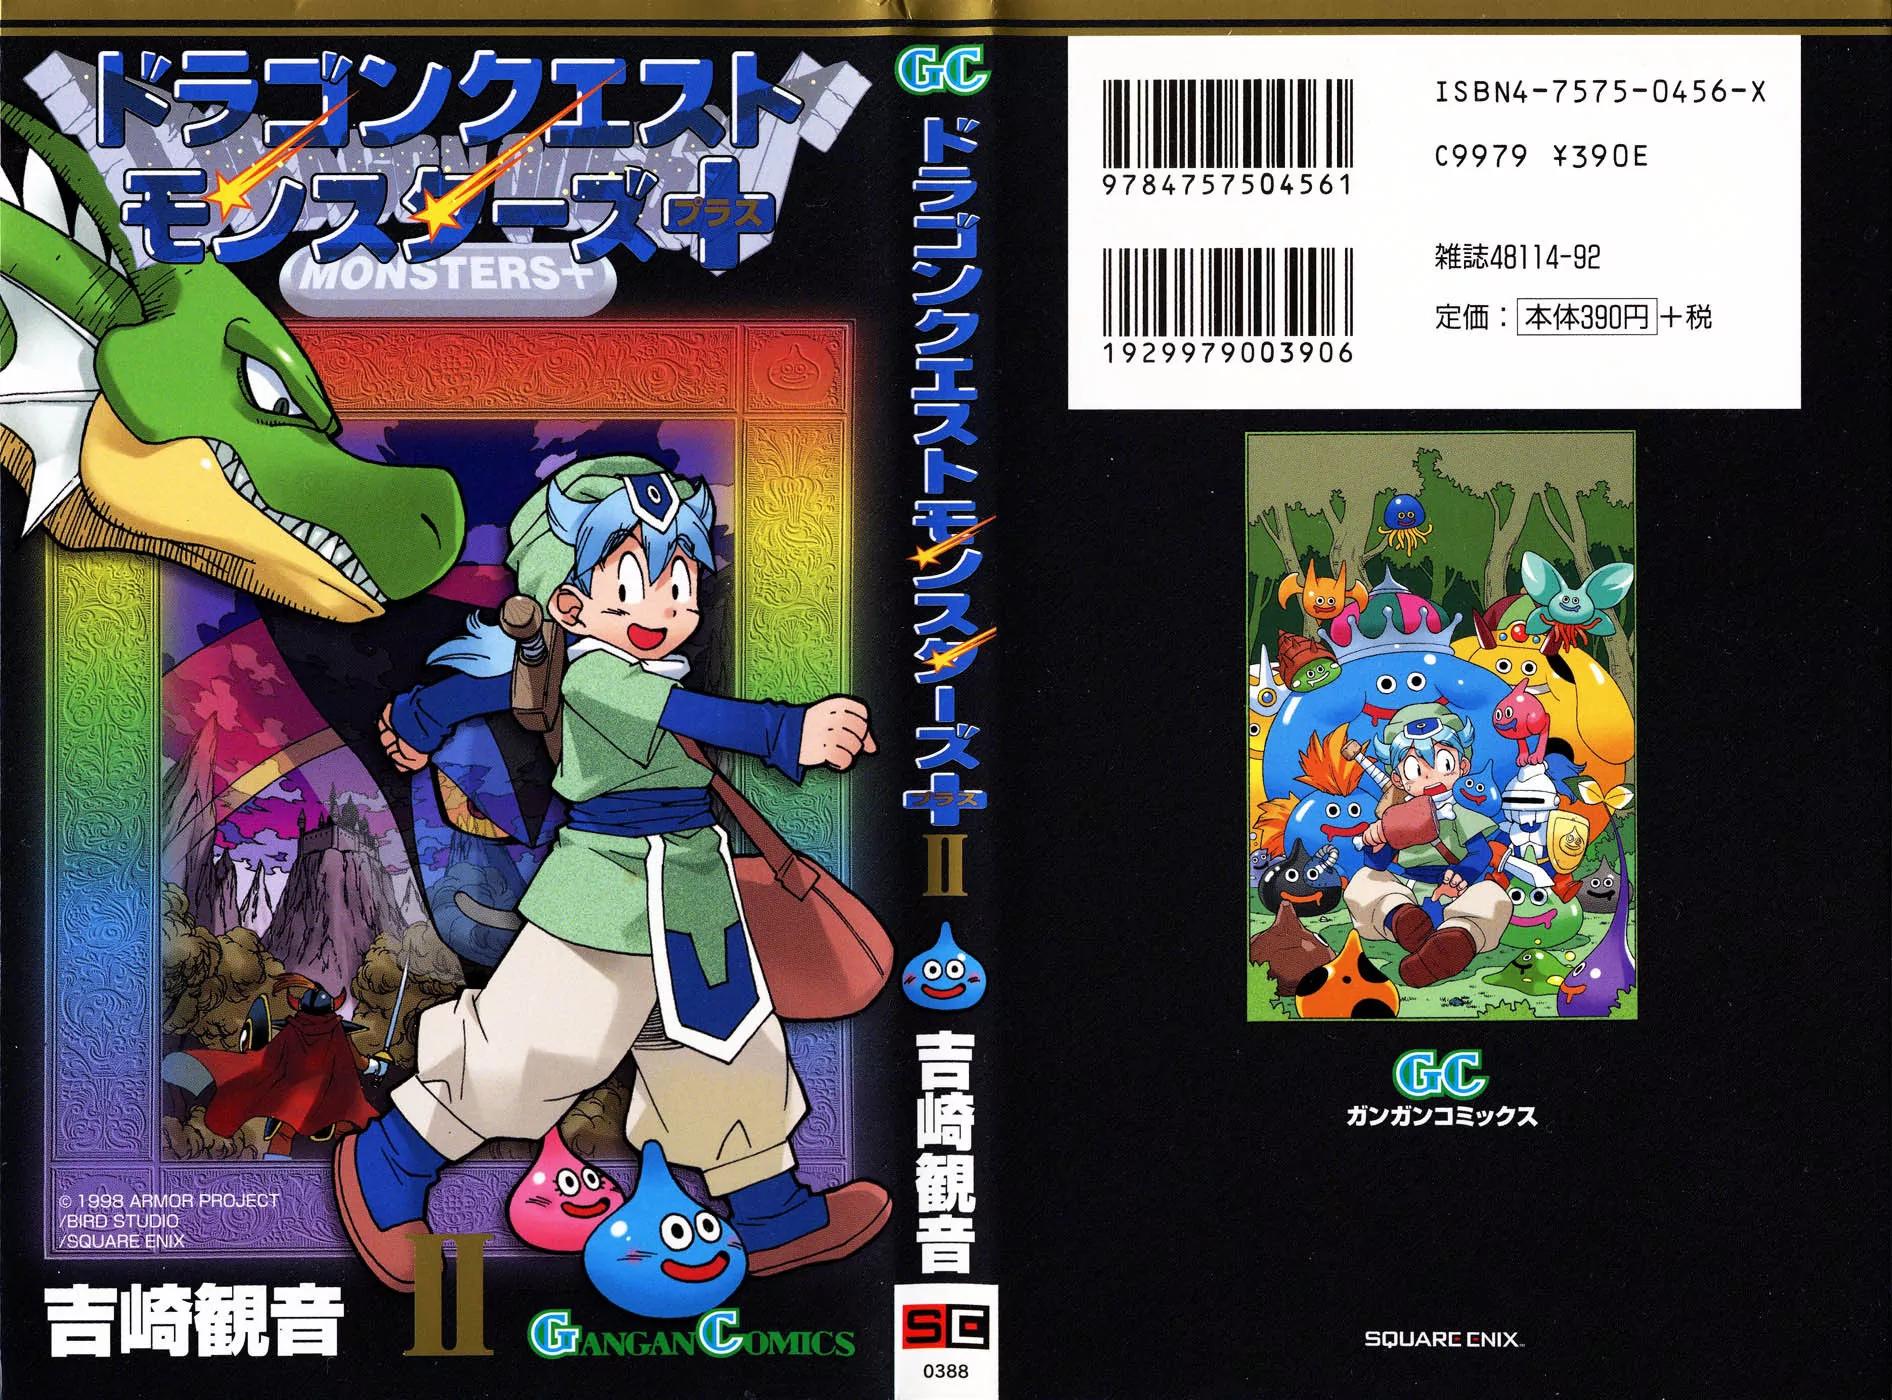 ドラゴンクエスト
モンスターズ+
プラス
MONSTERS+
© 1998 ARMOR PROJECT
/BIRD STUDIO
/SQUARE ENIX
吉崎観音
II
GANGAN COMICS
GC
ドラゴンクエストモンスターズ+
プラス
II
吉崎観音
SE
0388
9784757504561
1929979003906
ISBN4-7575-0456-X
C9979 ¥390E
雑誌48114-92
定価：本体390円+税
GC
ガンガンコミックス
SQUARE ENIX™